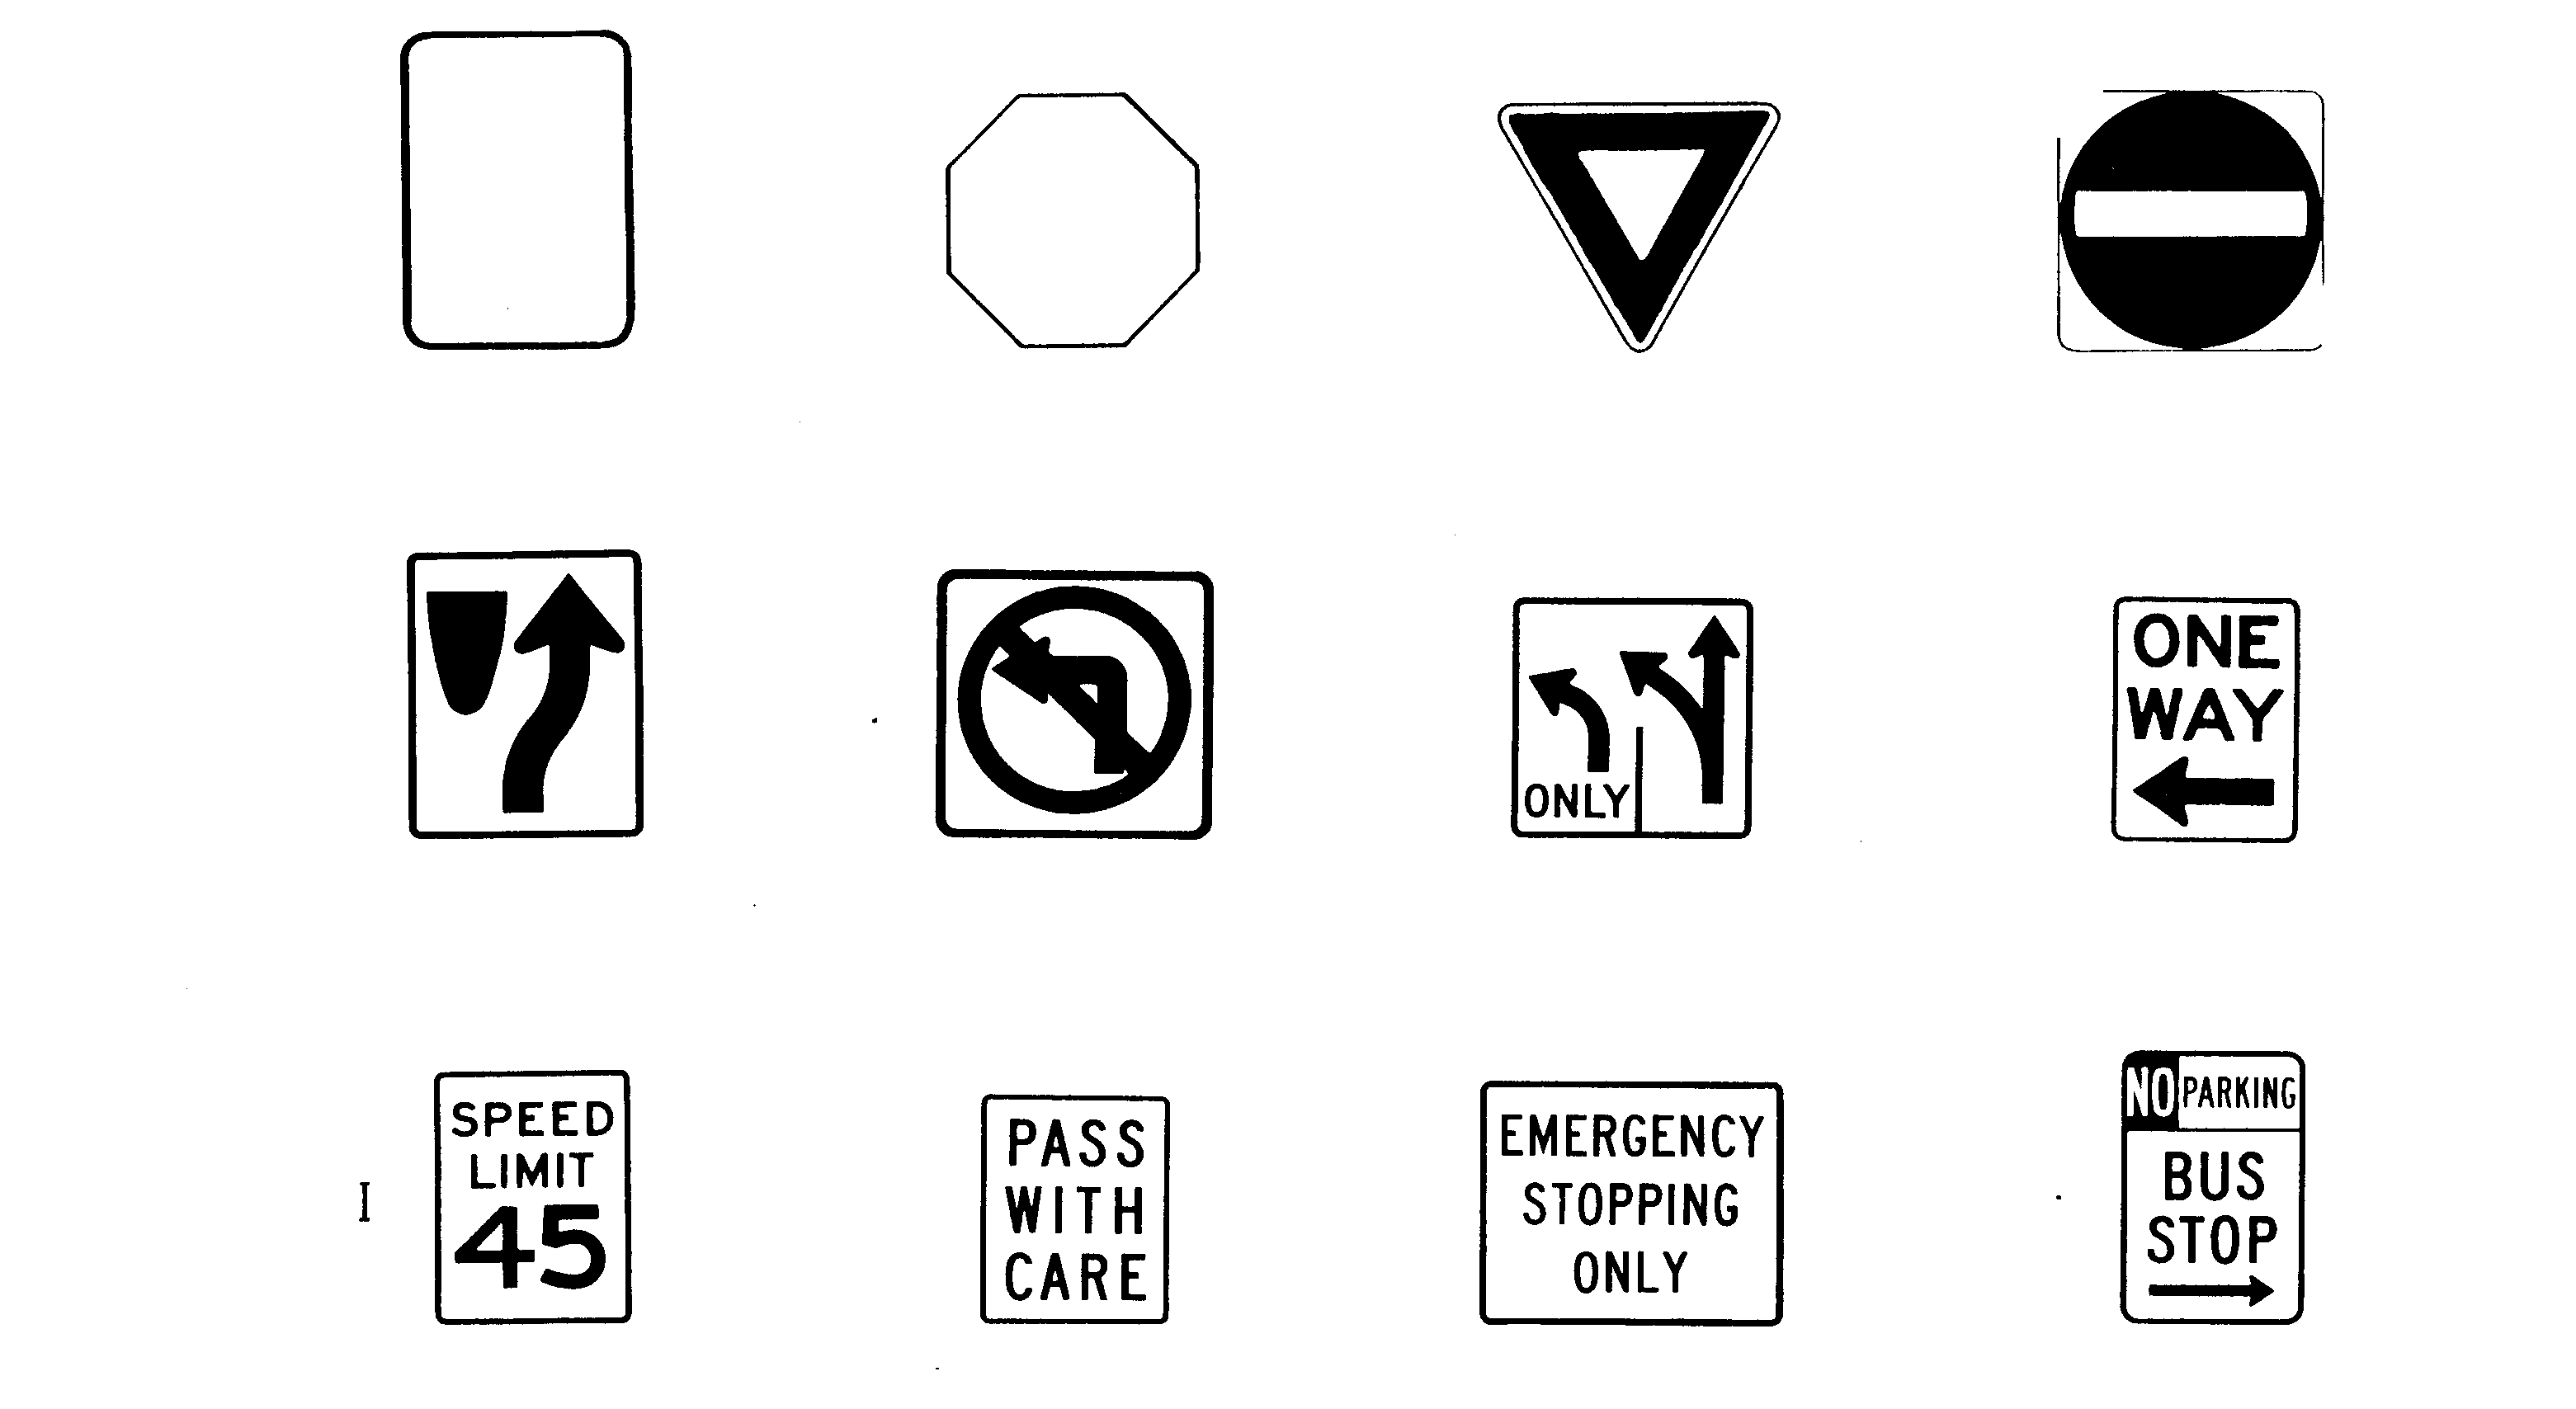 ONLY
ONE
WAY
SPEED
LIMIT
45
I
PASS
WITH
CARE
EMERGENCY
STOPPING
ONLY
NO PARKING
BUS
STOP